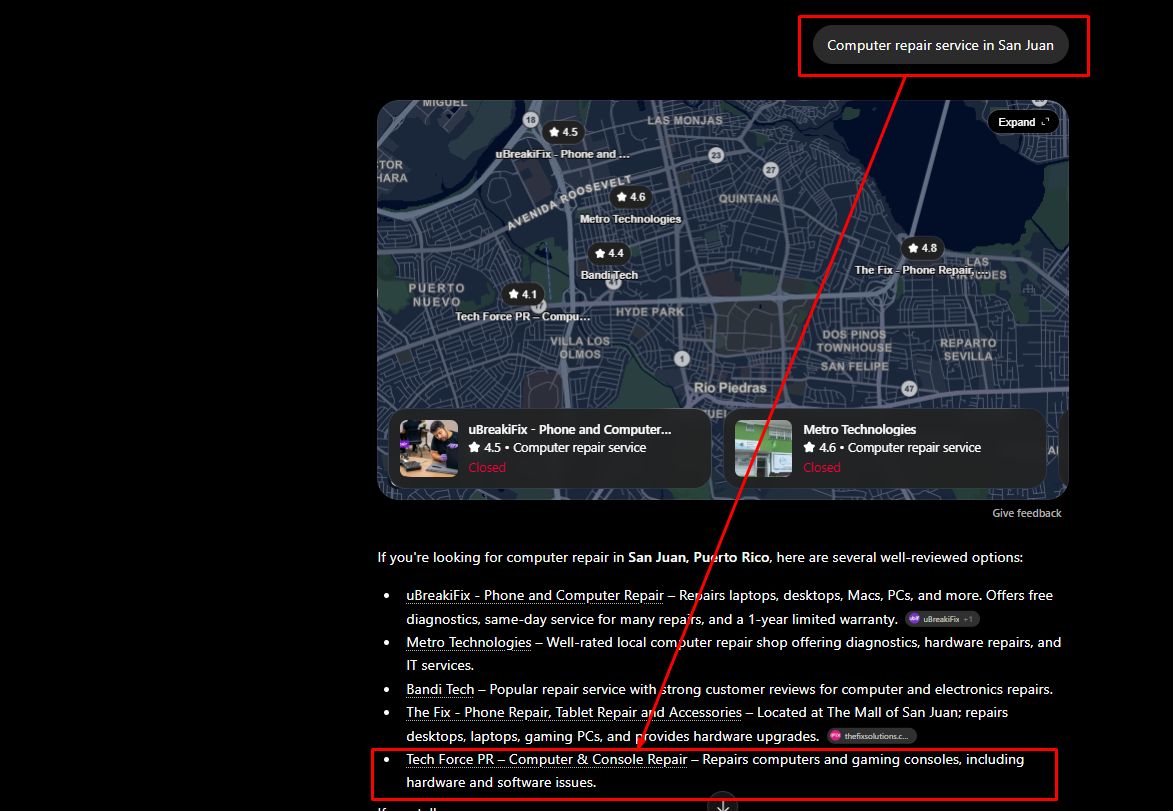 Computer repair service in San Juan
MIGUEL
LAS MONJAS
Expand
18
4.5
uBreakiFix - Phone and ...
23
27
HARA
AVENIDA ROOSEVELT
4.6
QUINTANA
Metro Technologies
4.4
4.8
Bandi Tech
41
The Fix - Phone Repair, ...
LAS
PUERTO
NUEVO
4.1
17
Tech Force PR – Compu...
HYDE PARK
VILLA LOS
OLMOS
1
DOS PINOS
TOWNHOUSE
SAN FELIPE
REPARTO
SEVILLA
Río Piedras
47
uBreakiFix - Phone and Computer...
4.5 • Computer repair service
Closed
Metro Technologies
4.6 • Computer repair service
Closed
Give feedback
If you're looking for computer repair in San Juan, Puerto Rico, here are several well-reviewed options:
• uBreakiFix - Phone and Computer Repair – Repairs laptops, desktops, Macs, PCs, and more. Offers free
diagnostics, same-day service for many repairs, and a 1-year limited warranty. uBreakiFix +1
• Metro Technologies – Well-rated local computer repair shop offering diagnostics, hardware repairs, and
IT services.
• Bandi Tech – Popular repair service with strong customer reviews for computer and electronics repairs.
• The Fix - Phone Repair, Tablet Repair and Accessories – Located at The Mall of San Juan; repairs
desktops, laptops, gaming PCs, and provides hardware upgrades. thefixsolutions.c...
• Tech Force PR – Computer & Console Repair – Repairs computers and gaming consoles, including
hardware and software issues.